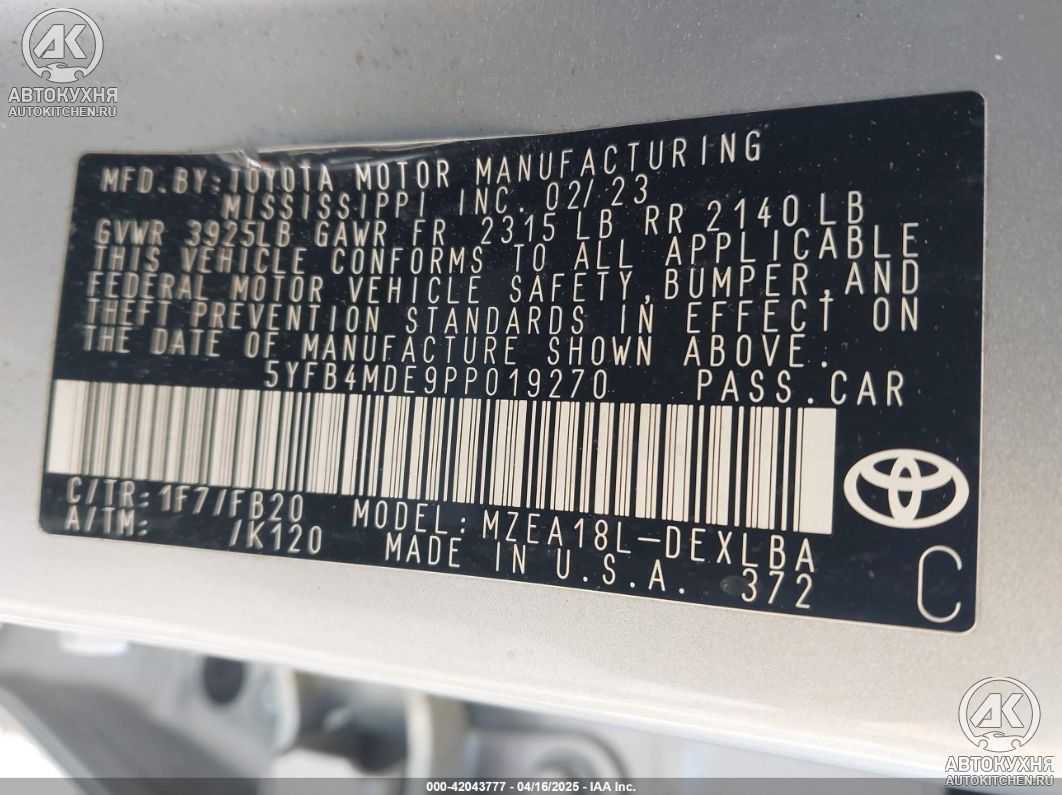 AK
АВТОКУХНЯ
AUTOKITCHEN.RU
MFD.BY:TOYOTA MOTOR MANUFACTURING
MISSISSIPPI INC. 02/23
GVWR 3925LB GAWR FR 2315 LB RR 2140 LB
THIS VEHICLE CONFORMS TO ALL APPLICABLE
FEDERAL MOTOR VEHICLE SAFETY,BUMPER,AND
THEFT PREVENTION STANDARDS IN EFFECT ON
THE DATE OF MANUFACTURE SHOWN ABOVE.
5YFB4MDE9PP019270 PASS.CAR
C/TR:1F7/FB20 MODEL:MZEA18L-DEXLBA
A/TM: /K120 MADE IN U.S.A. 372
C
AK
АВТОКУХНЯ
AUTOKITCHEN.RU
000-42043777 - 04/16/2025 - IAA Inc.